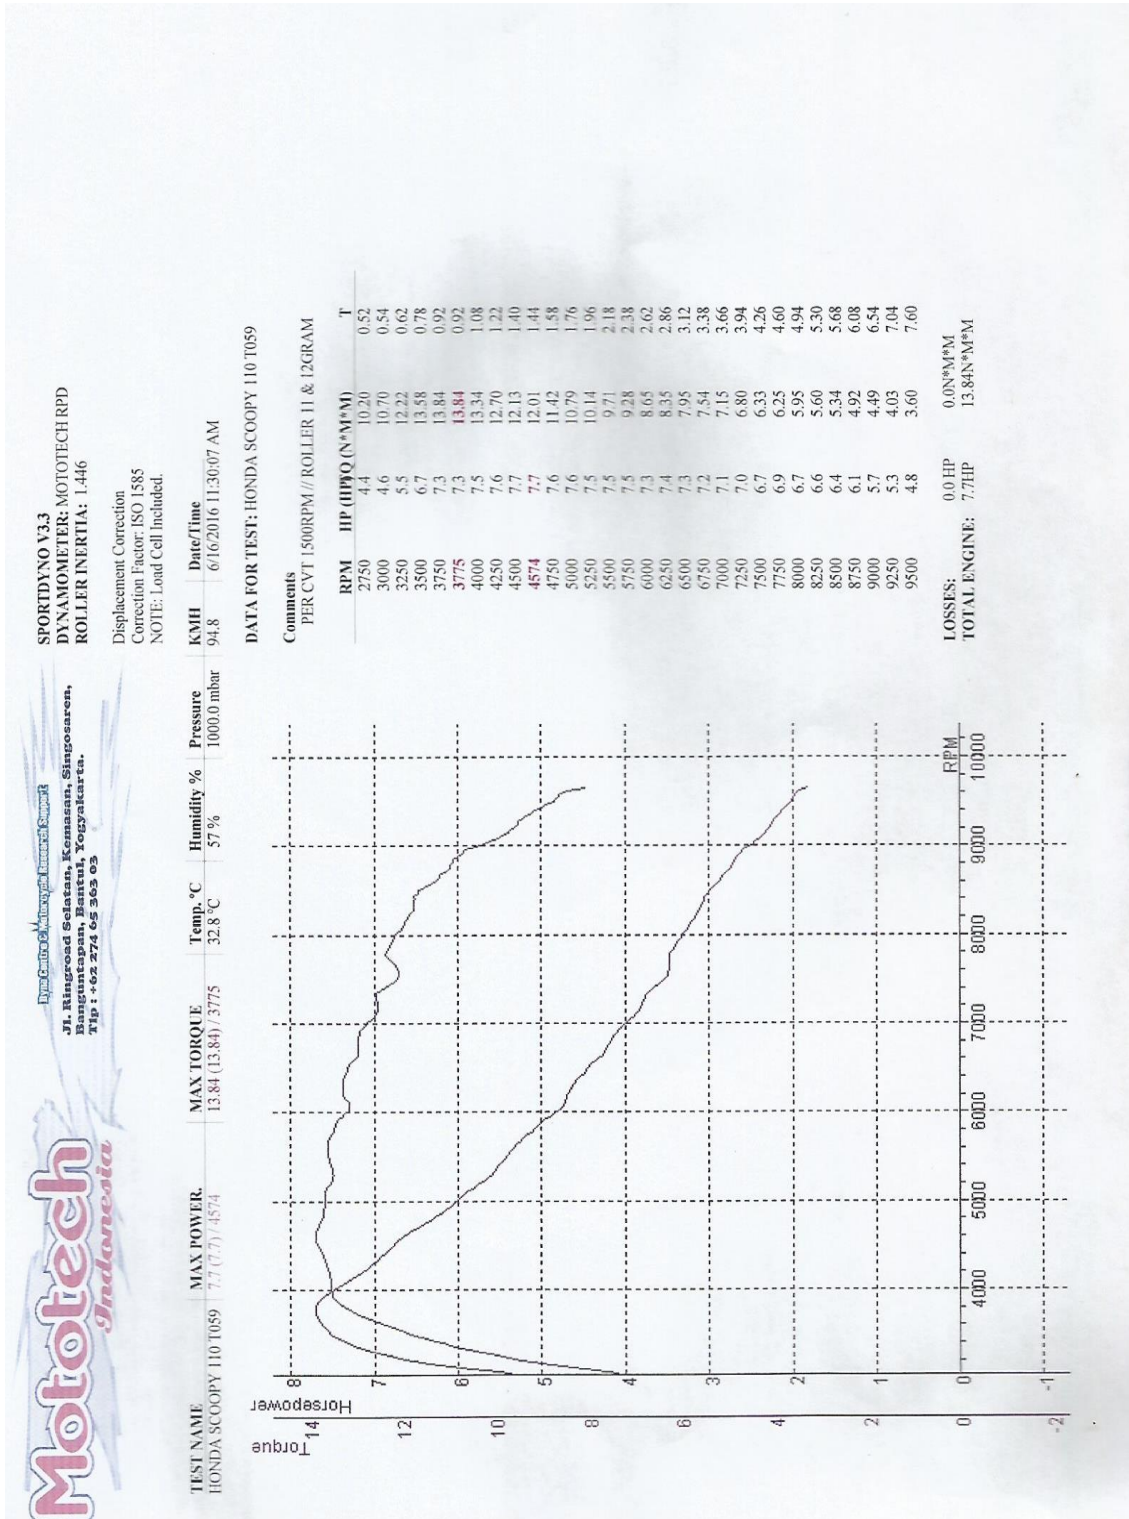 Mototech
Indonesia
Dyno Centre & Motorcycle Research Support
Jl. Ringroad Selatan, Kemasan, Singosaren,
Banguntapan, Bantul, Yogyakarta.
Tlp : +62 274 65 363 03
SPORTDYNO V3.3
DYNAMOMETER: MOTOTECH RPD
ROLLER INERTIA: 1.446
Displacement Correction
Correction Factor: ISO 1585
NOTE: Load Cell Included.
TEST NAME MAX POWER. MAX TORQUE Temp. °C Humidity % Pressure KMH Date/Time
HONDA SCOOPY 110 T059 7.7 (7.7) / 4574 13.84 (13.84) / 3775 32.8 °C 57 % 1000.0 mbar 94.8 6/16/2016 11:30:07 AM
Torque
Horsepower
14
12
10
8
6
4
2
0
-2
8
7
6
5
4
3
2
1
0
-1
4000 5000 6000 7000 8000 9000 10000
RPM
DATA FOR TEST: HONDA SCOOPY 110 T059
Comments
PER CVT 1500RPM // ROLLER 11 & 12GRAM
RPM HP (HP) Q (N*M*M) T
2750 4.4 10.20 0.52
3000 4.6 10.70 0.54
3250 5.5 12.22 0.62
3500 6.7 13.58 0.78
3750 7.3 13.84 0.92
3775 7.3 13.84 0.92
4000 7.5 13.34 1.08
4250 7.6 12.70 1.22
4500 7.7 12.13 1.40
4574 7.7 12.01 1.44
4750 7.6 11.42 1.58
5000 7.6 10.79 1.76
5250 7.5 10.14 1.96
5500 7.5 9.71 2.18
5750 7.5 9.28 2.38
6000 7.3 8.65 2.62
6250 7.4 8.35 2.86
6500 7.3 7.95 3.12
6750 7.2 7.54 3.38
7000 7.1 7.15 3.66
7250 7.0 6.80 3.94
7500 6.7 6.33 4.26
7750 6.9 6.25 4.60
8000 6.7 5.95 4.94
8250 6.6 5.60 5.30
8500 6.4 5.34 5.68
8750 6.1 4.92 6.08
9000 5.7 4.49 6.54
9250 5.3 4.03 7.04
9500 4.8 3.60 7.60
LOSSES: 0.0 HP 0.0N*M*M
TOTAL ENGINE: 7.7HP 13.84N*M*M